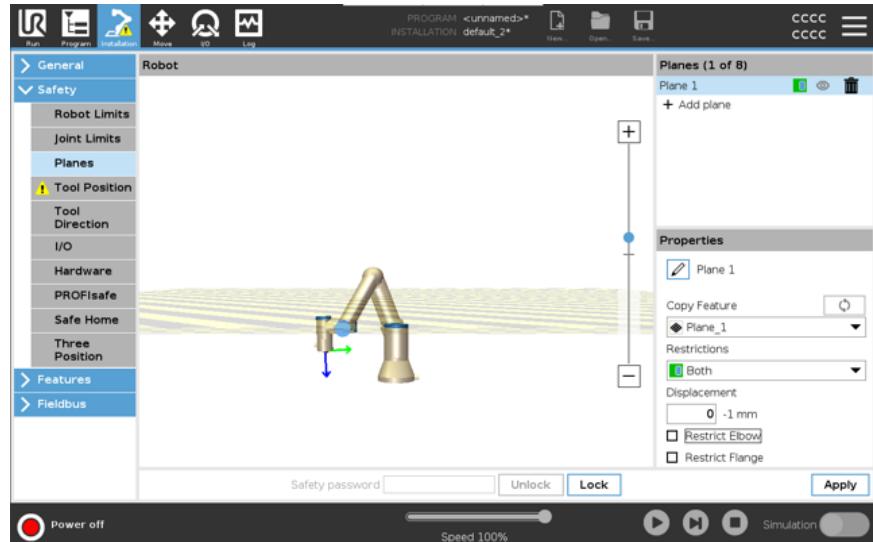 PROGRAM <unnamed>*
INSTALLATION default_2*
CCCC
CCCC
Run Program Installation Move I/O Log New... Open... Save...
General
Safety
Robot Limits
Joint Limits
Planes
Tool Position
Tool
Direction
I/O
Hardware
PROFIsafe
Safe Home
Three
Position
Features
Fieldbus
Robot
Planes (1 of 8)
Plane 1
+ Add plane
Properties
Plane 1
Copy Feature
Plane_1
Restrictions
Both
Displacement
0 -1 mm
Restrict Elbow
Restrict Flange
Safety password Unlock Lock Apply
Power off
Speed 100%
Simulation